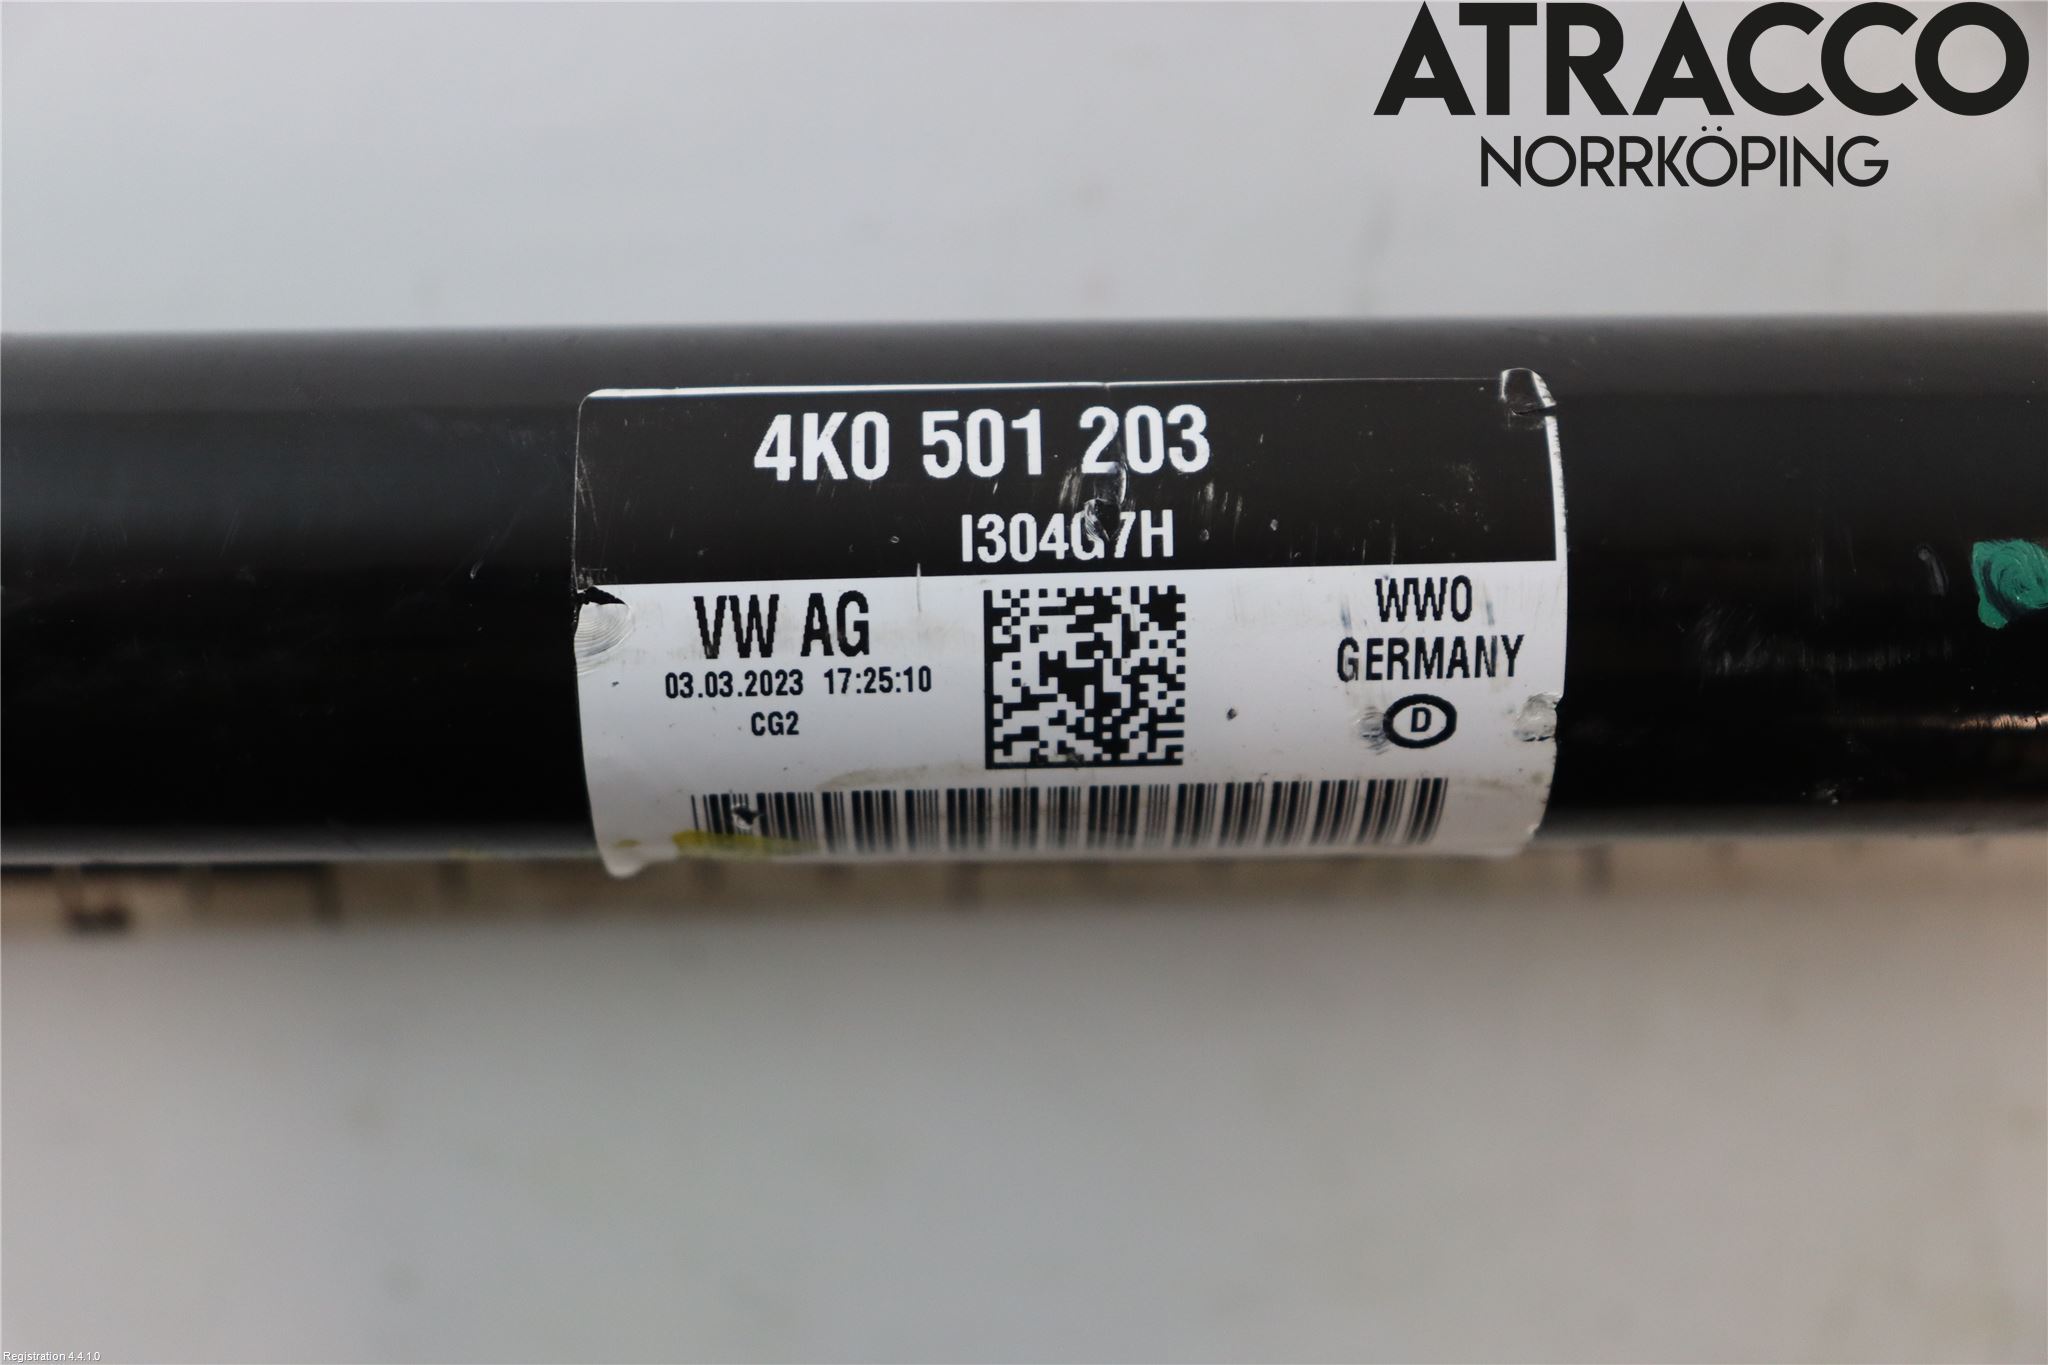 ATRACCO
NORRKÖPING
4K0 501 203
I304G7H
VW AG
03.03.2023 17:25:10
CG2
WWO
GERMANY
D
Registration 4.4.1.0